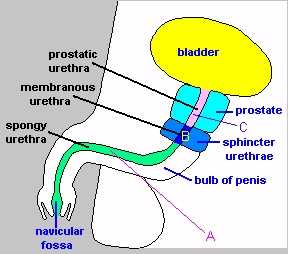 bladder
prostatic
urethra
membranous
urethra
spongy
urethra
prostate
C
B
sphincter
urethrae
bulb of penis
navicular
fossa
A